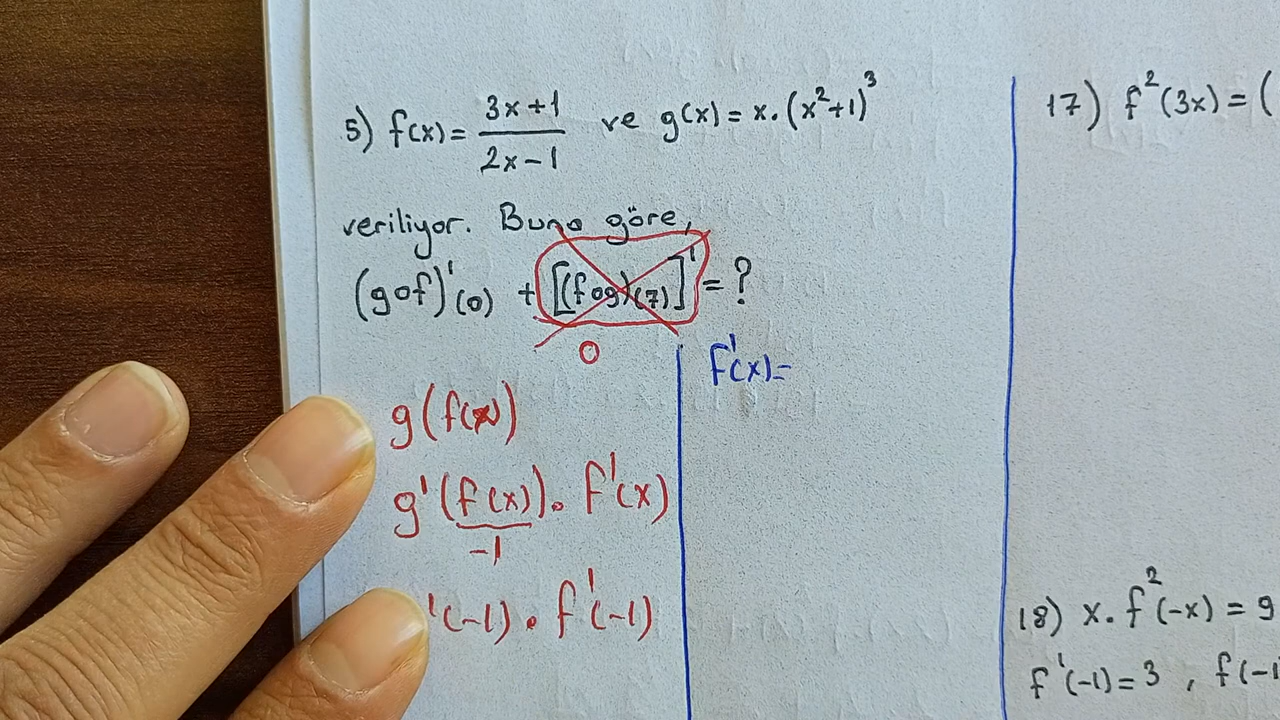 5) f(x) = (3x+1)/(2x-1) ve g(x) = x.(x²+1)³
veriliyor. Buna göre,
(gof)'(0) + [(fog)(7)]' = ?
0
g(f(x))
g'(f(x)). f'(x)
-1
'(-1). f'(-1)
f'(x)=
17) f²(3x) = (
18) x. f²(-x) = g
f'(-1) = 3 , f(-1